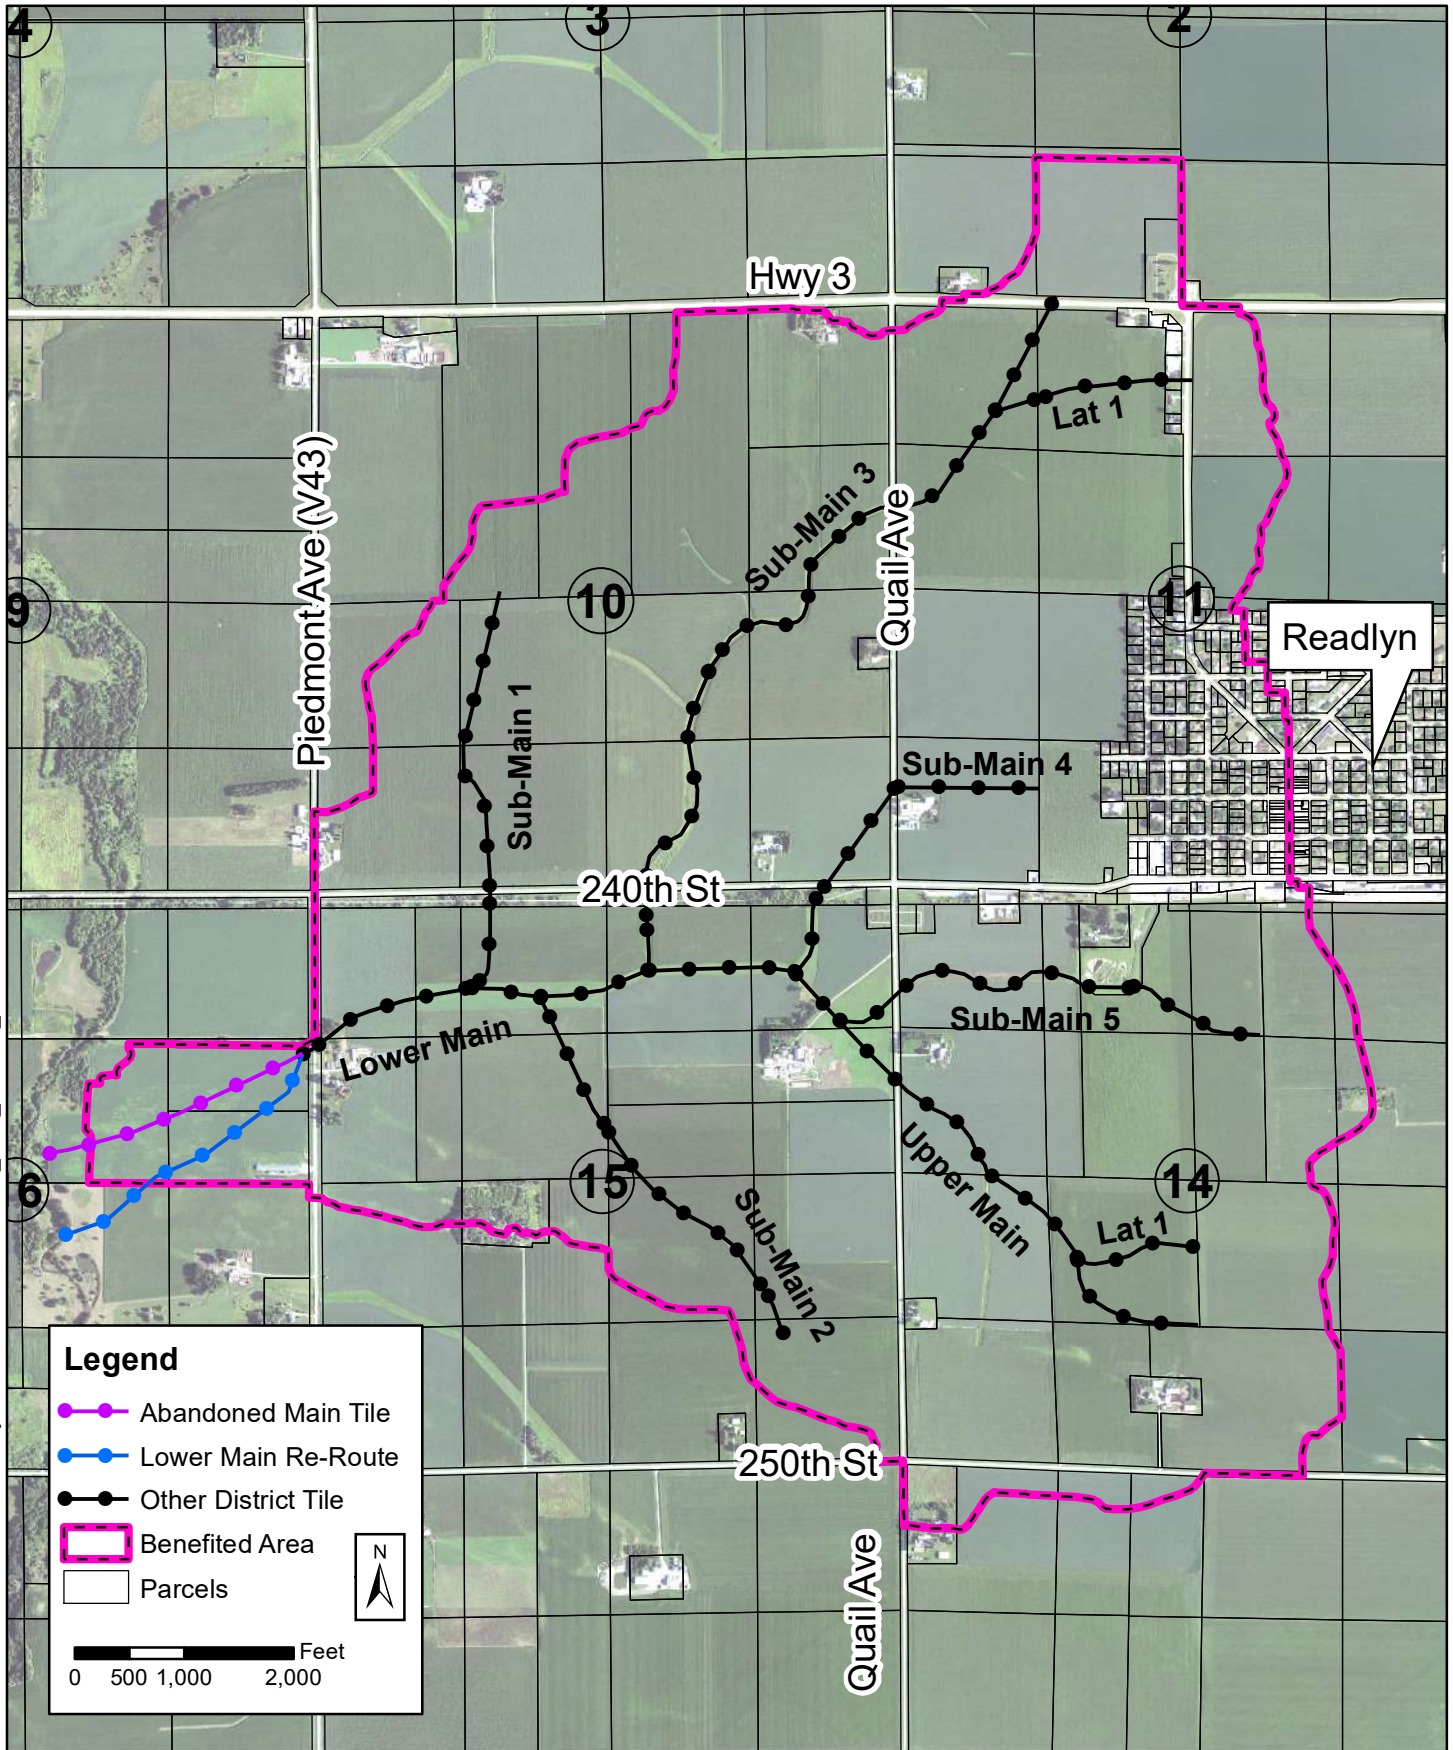 4
3
2
Hwy 3
Lat 1
Piedmont Ave (V43)
Sub-Main 3
Quail Ave
9
10
11
Readlyn
Sub-Main 1
Sub-Main 4
240th St
Lower Main
Sub-Main 5
6
15
Upper Main
14
Sub-Main 2
Lat 1
250th St
Quail Ave
Legend
Abandoned Main Tile
Lower Main Re-Route
Other District Tile
Benefited Area
Parcels
N
Feet
0 500 1,000 2,000